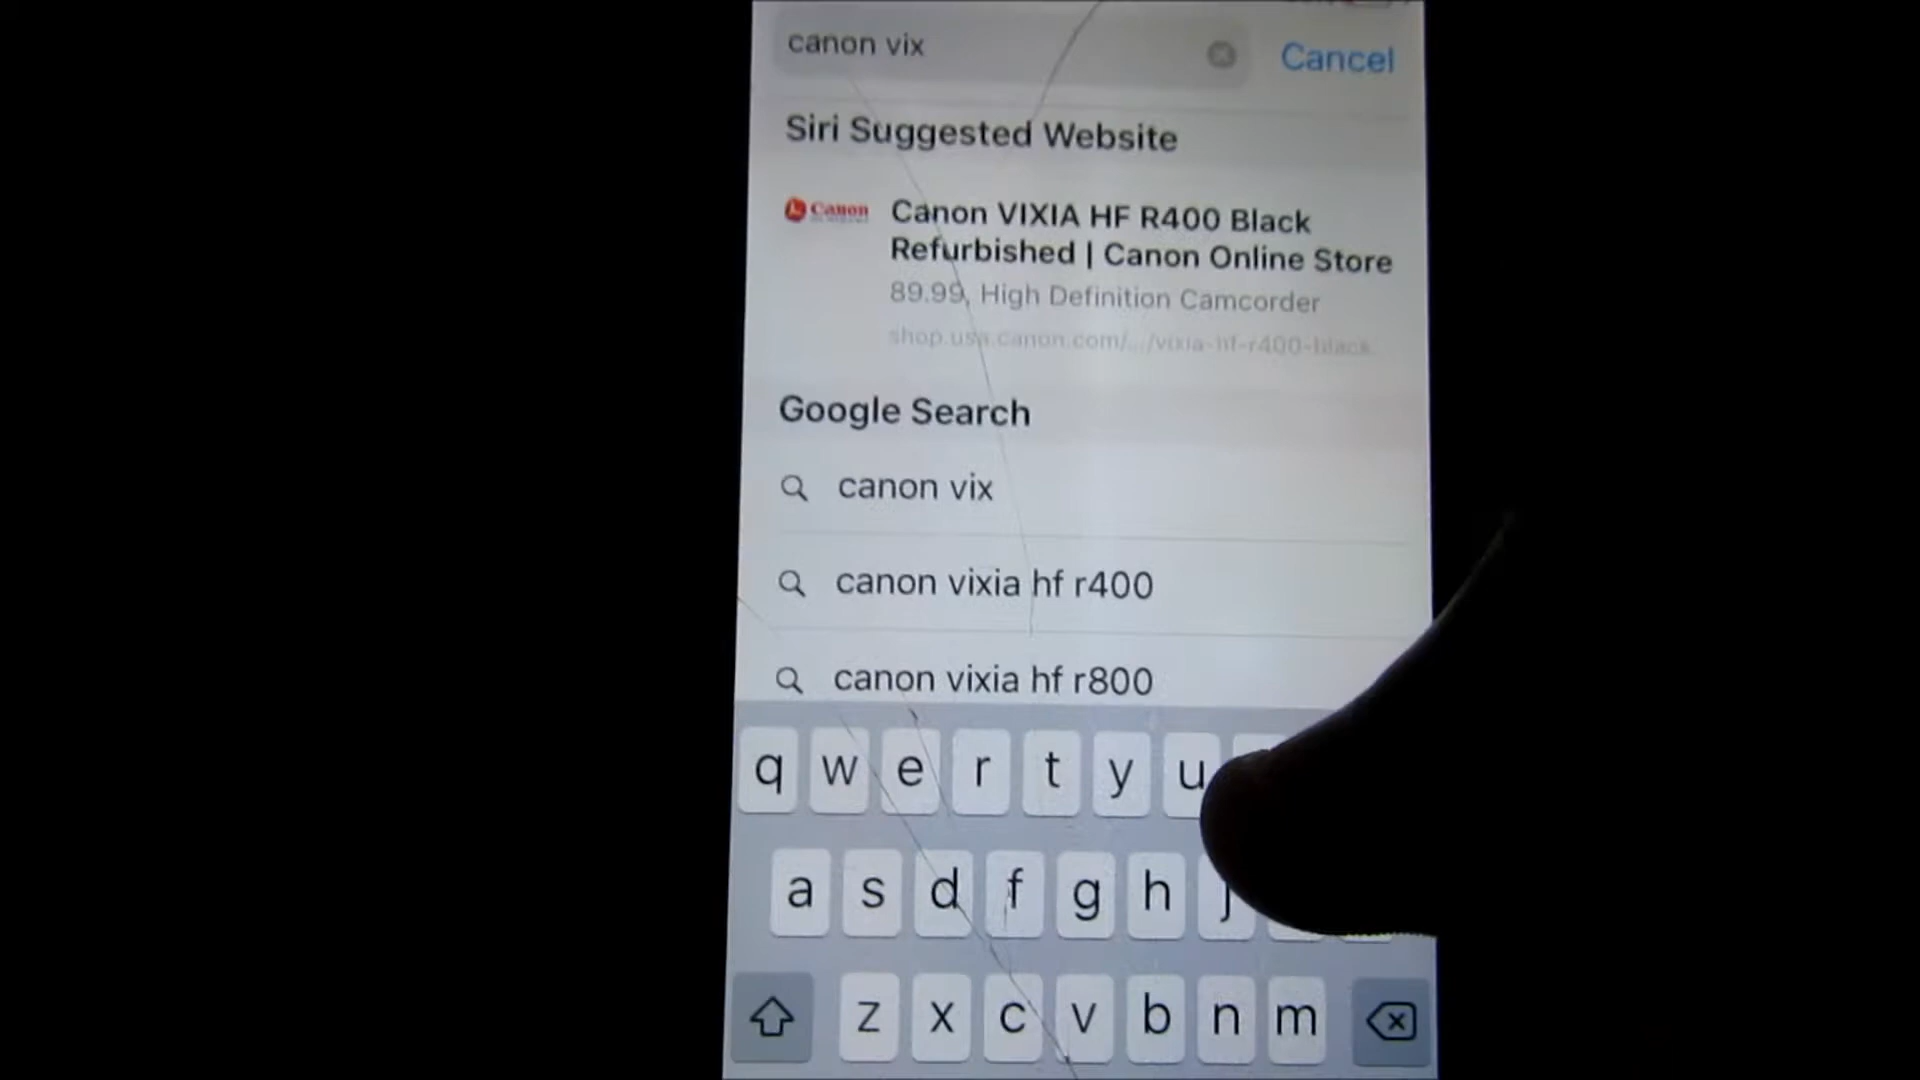 canon vix
Cancel
Siri Suggested Website
Canon
Canon VIXIA HF R400 Black
Refurbished | Canon Online Store
89.99, High Definition Camcorder
shop.usa.canon.com/.../vixia-hf-r400-black
Google Search
canon vix
canon vixia hf r400
canon vixia hf r800
q w e r t y u
a s d f g h j
z x c v b n m